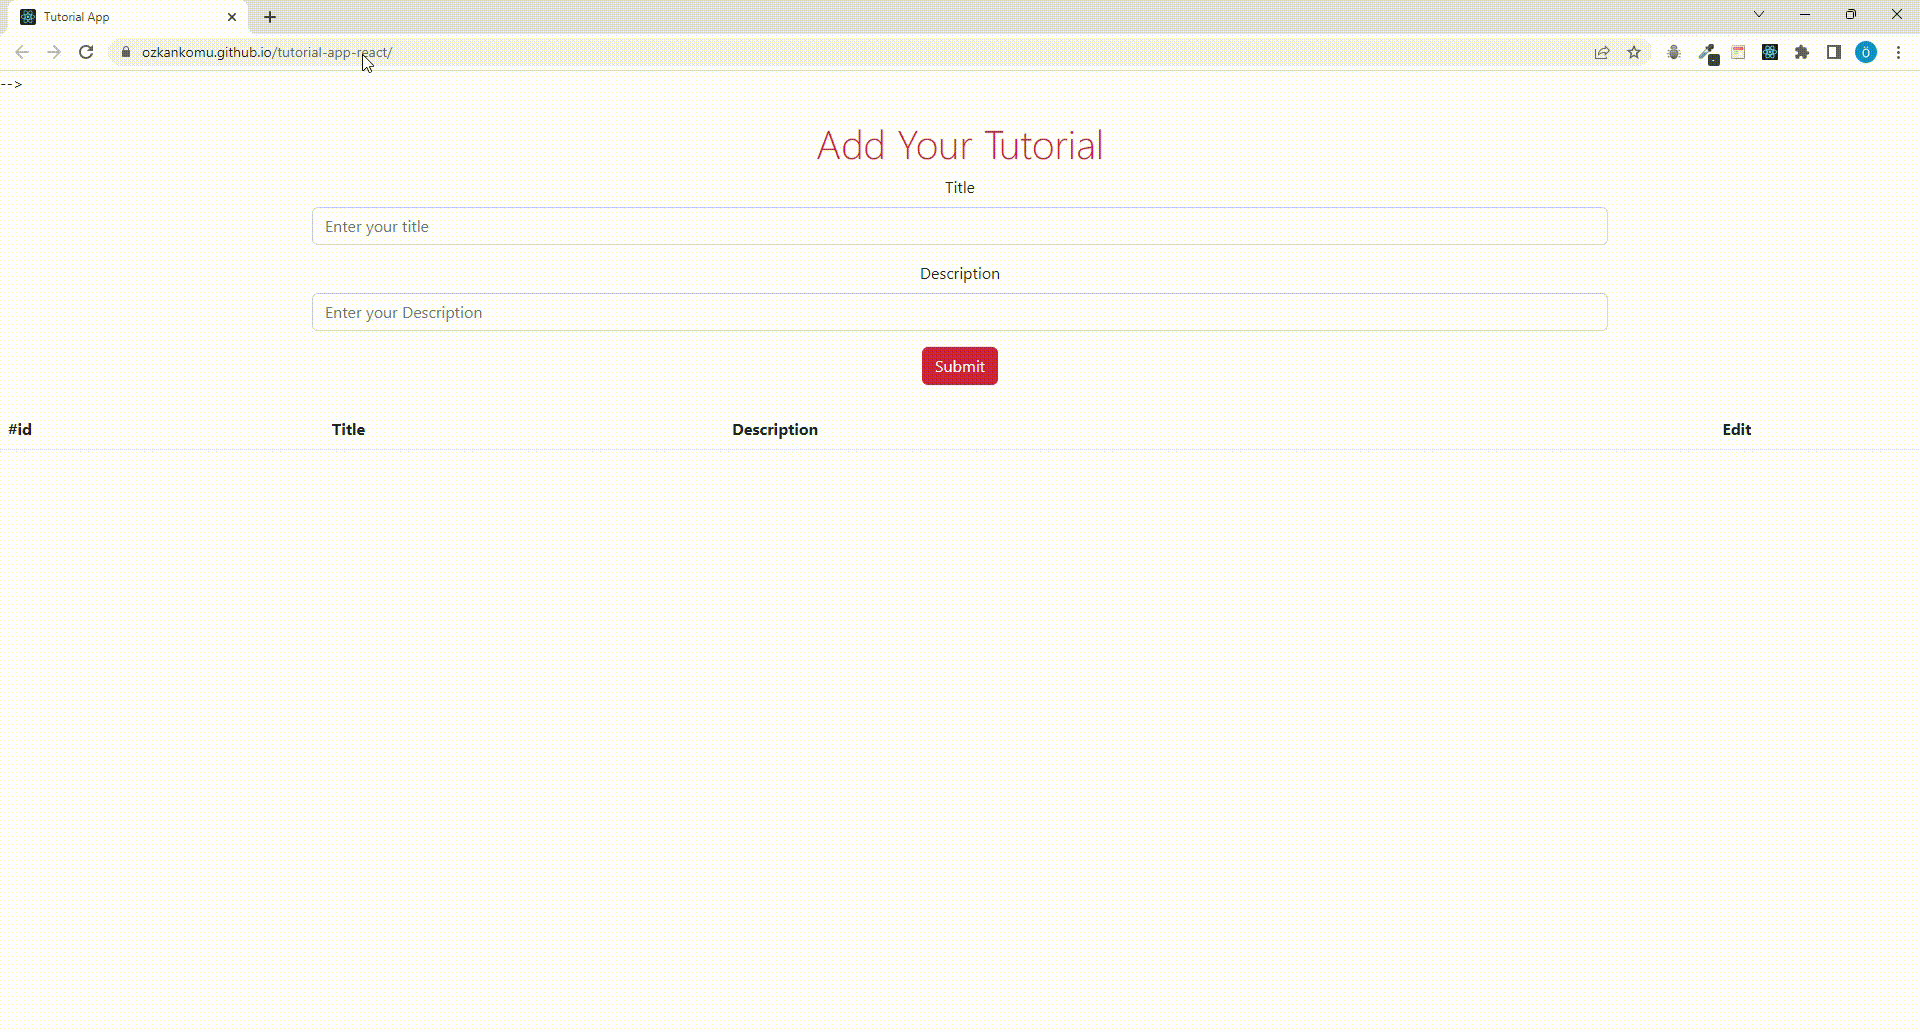 Tutorial App
ozkankomu.github.io/tutorial-app-react/
ö
-->
Add Your Tutorial
Title
Enter your title
Description
Enter your Description
Submit
#id Title Description Edit